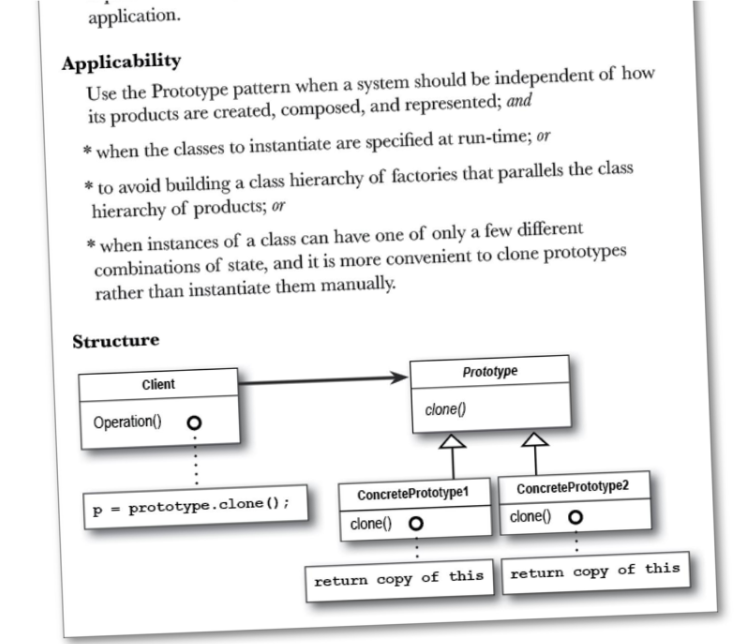 application.
Applicability
Use the Prototype pattern when a system should be independent of how
its products are created, composed, and represented; and
* when the classes to instantiate are specified at run-time; or
* to avoid building a class hierarchy of factories that parallels the class
hierarchy of products; or
* when instances of a class can have one of only a few different
combinations of state, and it is more convenient to clone prototypes
rather than instantiate them manually.
Structure
Client
Operation()
p = prototype.clone();
Prototype
clone()
ConcretePrototype1
clone()
return copy of this
ConcretePrototype2
clone()
return copy of this